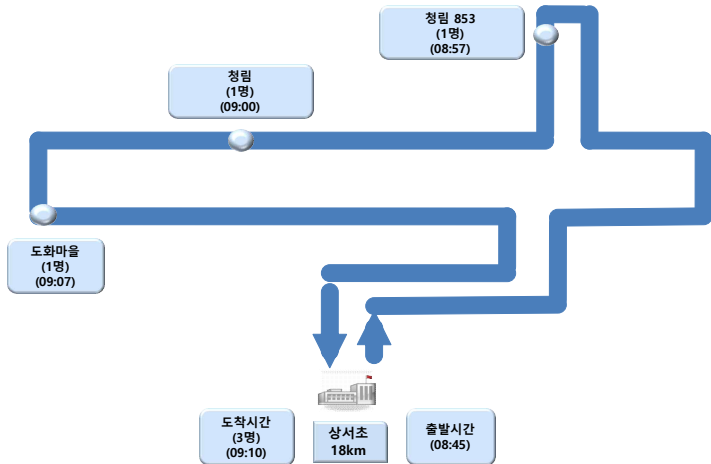 청림 853
(1명)
(08:57)
청림
(1명)
(09:00)
도화마을
(1명)
(09:07)
도착시간
(3명)
(09:10)
상서초
18km
출발시간
(08:45)